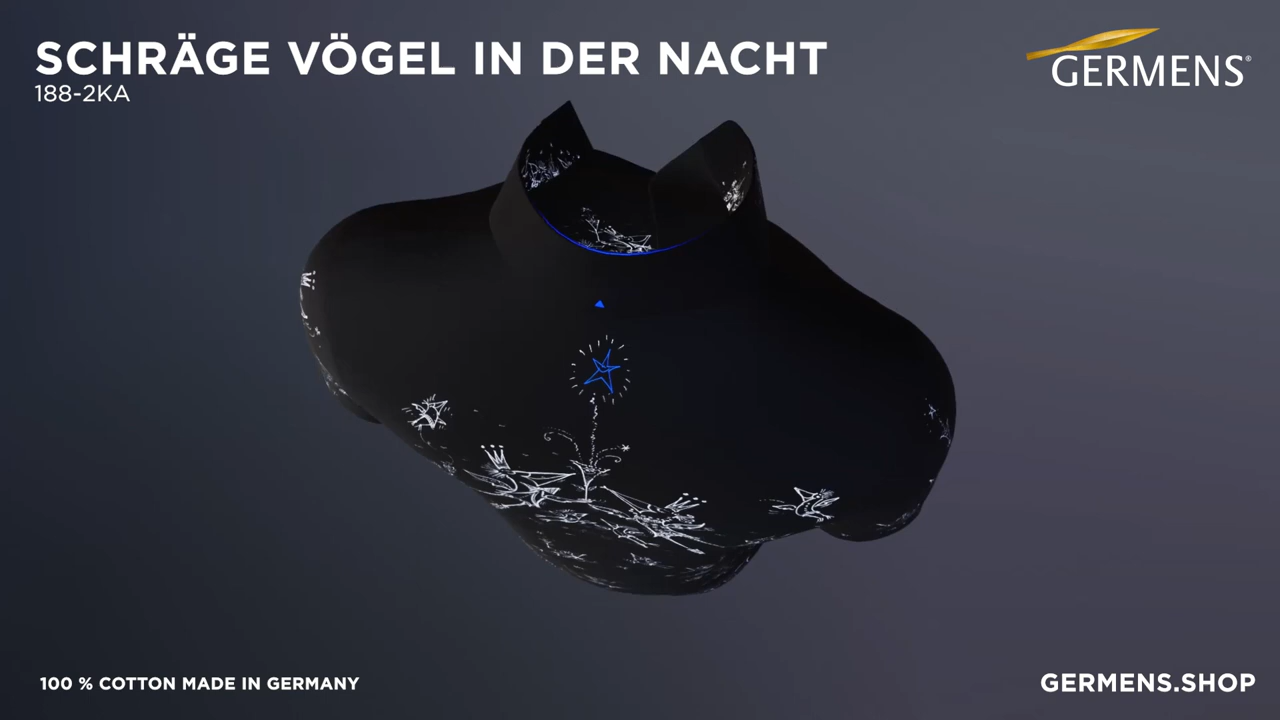 SCHRÄGE VÖGEL IN DER NACHT
188-2KA
GERMENS®
100 % COTTON MADE IN GERMANY
GERMENS.SHOP